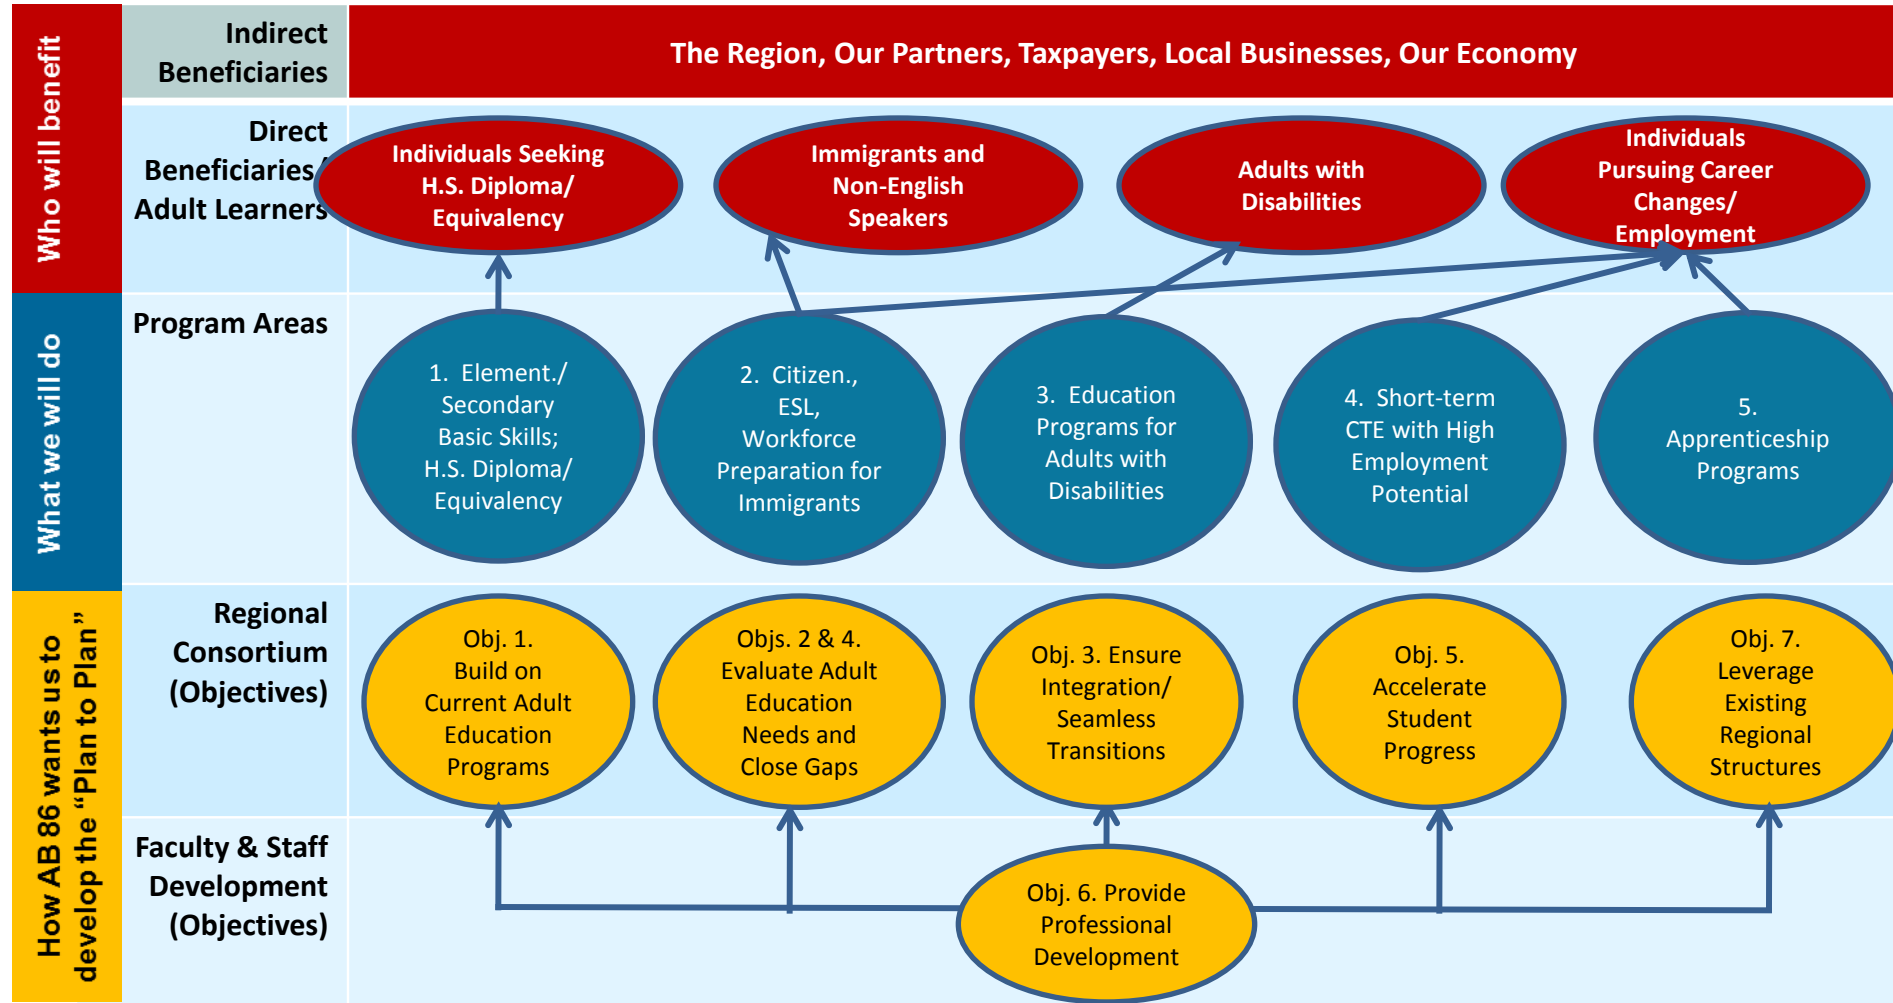 Who will benefit
Indirect
Beneficiaries
The Region, Our Partners, Taxpayers, Local Businesses, Our Economy
Direct
Beneficiaries/
Adult Learners
Individuals Seeking
H.S. Diploma/
Equivalency
Immigrants and
Non-English
Speakers
Adults with
Disabilities
Individuals
Pursuing Career
Changes/
Employment
What we will do
Program Areas
1. Element./
Secondary
Basic Skills;
H.S. Diploma/
Equivalency
2. Citizen.,
ESL,
Workforce
Preparation for
Immigrants
3. Education
Programs for
Adults with
Disabilities
4. Short-term
CTE with High
Employment
Potential
5.
Apprenticeship
Programs
How AB 86 wants us to
develop the “Plan to Plan”
Regional
Consortium
(Objectives)
Obj. 1.
Build on
Current Adult
Education
Programs
Objs. 2 & 4.
Evaluate Adult
Education
Needs and
Close Gaps
Obj. 3. Ensure
Integration/
Seamless
Transitions
Obj. 5.
Accelerate
Student
Progress
Obj. 7.
Leverage
Existing
Regional
Structures
Faculty & Staff
Development
(Objectives)
Obj. 6. Provide
Professional
Development